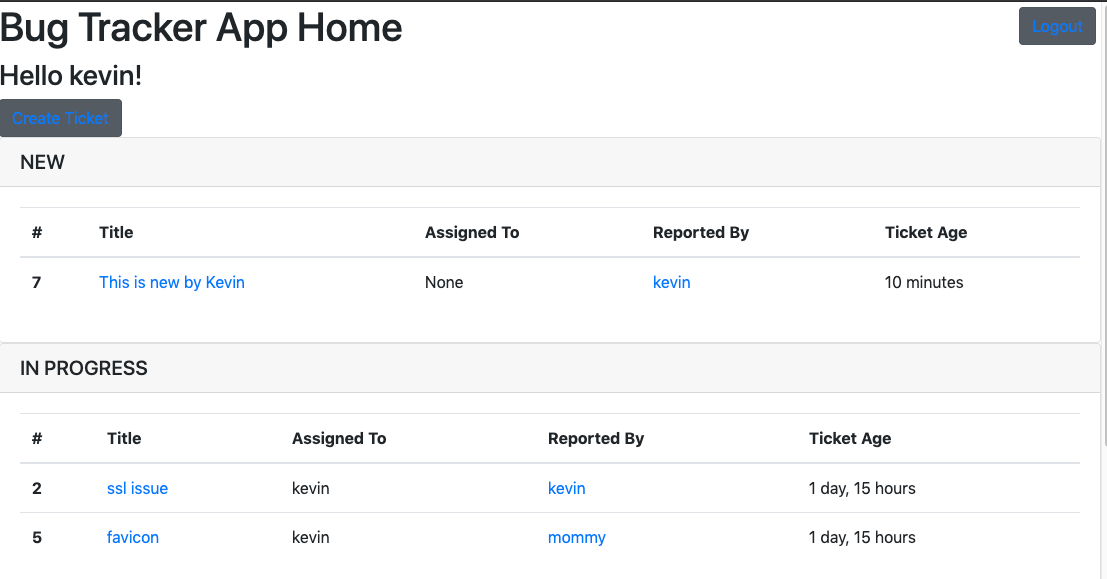 Bug Tracker App Home Logout
Hello kevin!
Create Ticket
NEW
# Title Assigned To Reported By Ticket Age
7 This is new by Kevin None kevin 10 minutes
IN PROGRESS
# Title Assigned To Reported By Ticket Age
2 ssl issue kevin kevin 1 day, 15 hours
5 favicon kevin mommy 1 day, 15 hours